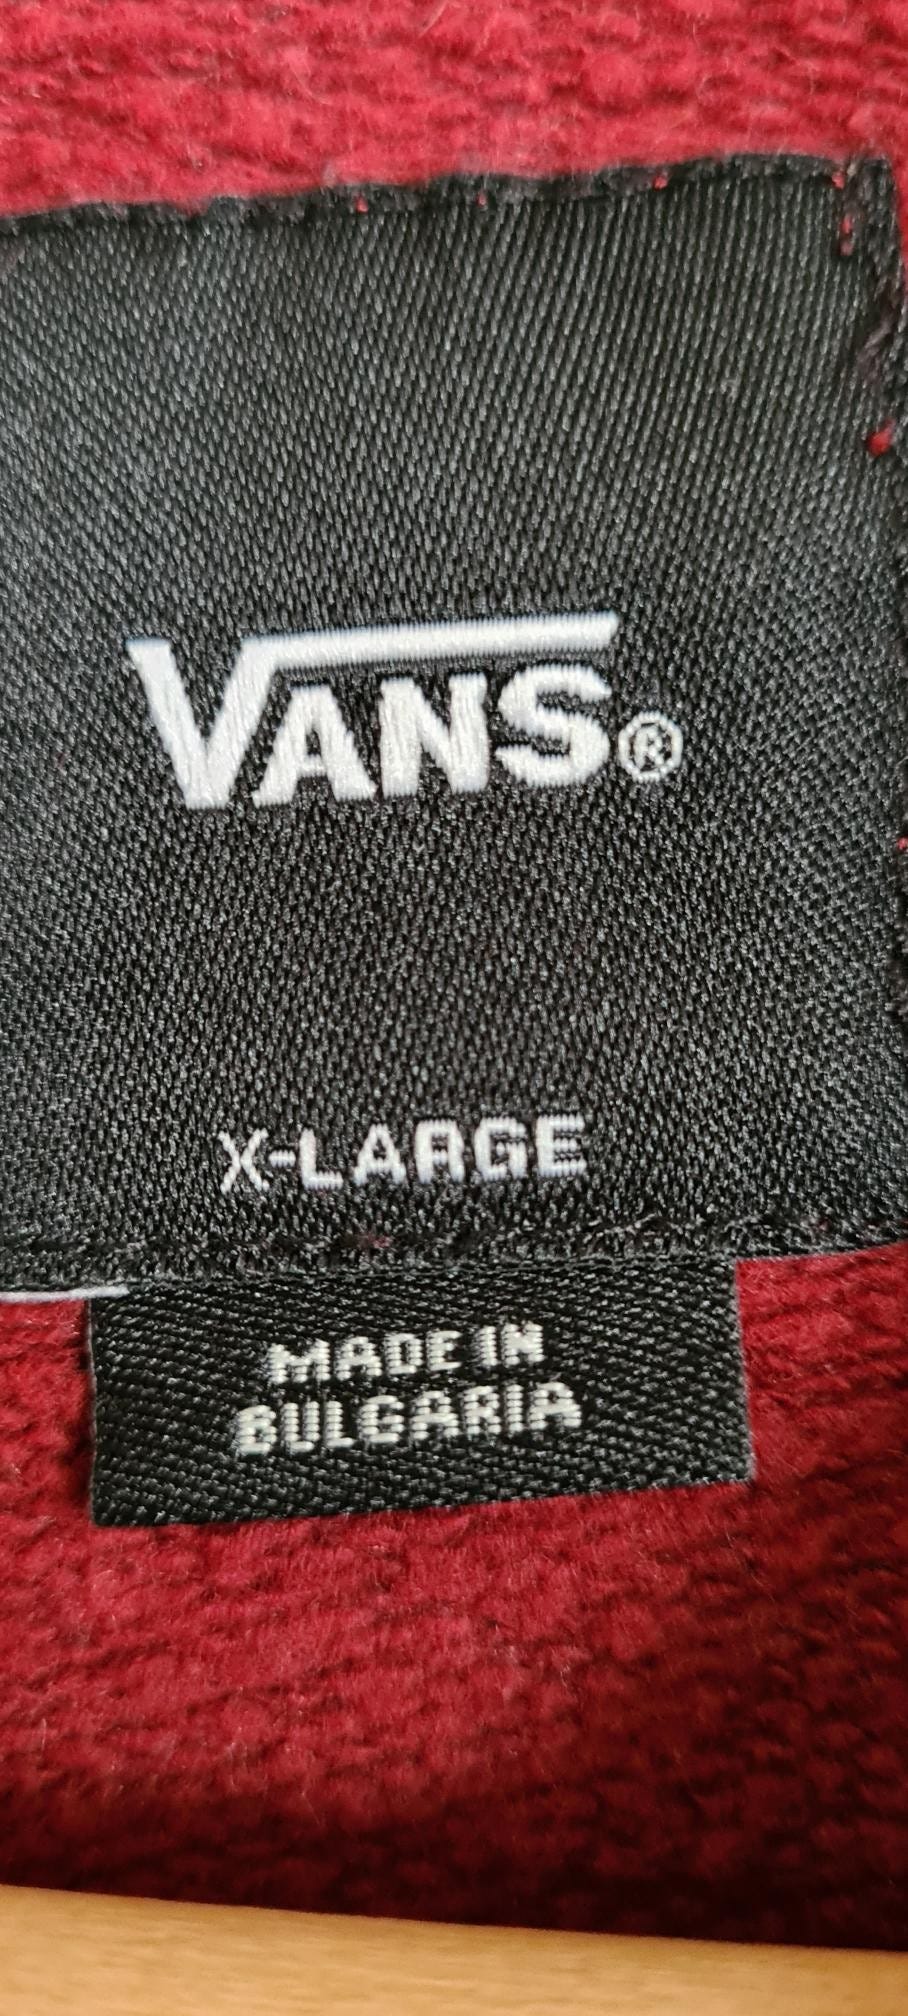 VANS®
X-LARGE
MADE IN
BULGARIA